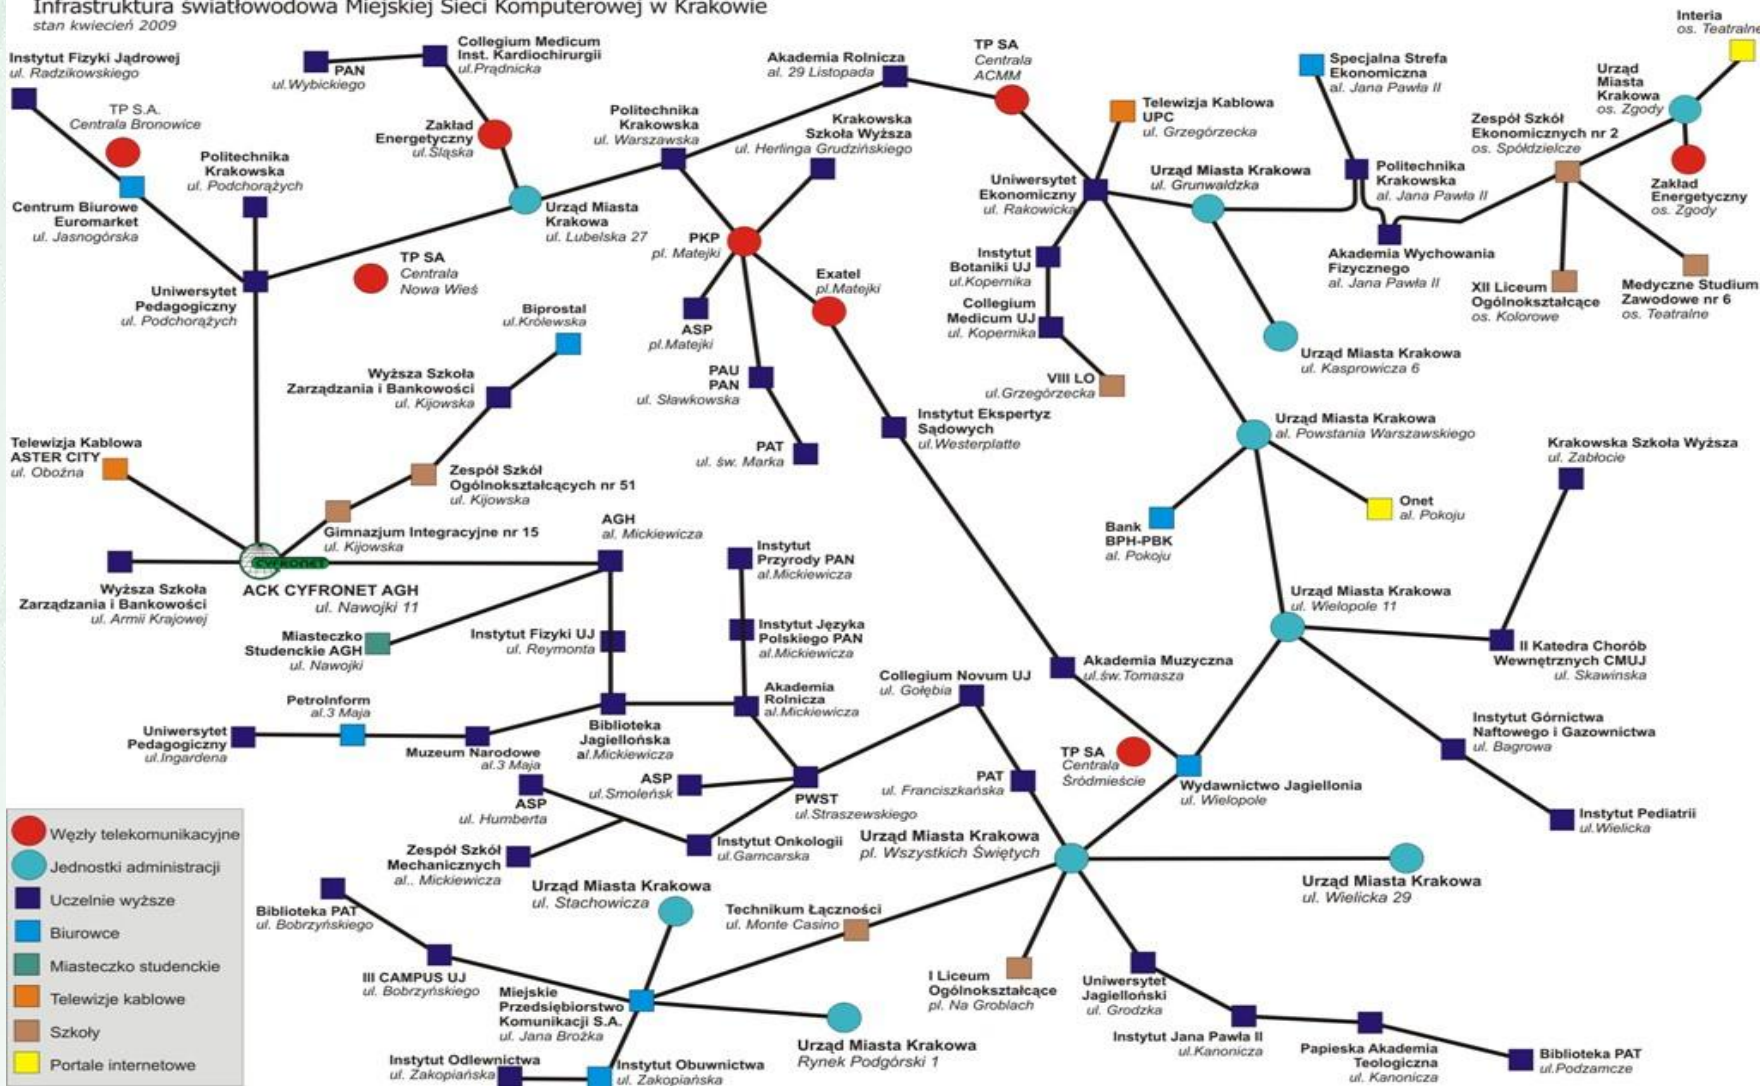 Infrastruktura światłowodowa Miejskiej Sieci Komputerowej w Krakowie
stan kwiecień 2009
Instytut Fizyki Jądrowej
ul. Radzikowskiego
TP S.A.
Centrala Bronowice
Centrum Biurowe
Euromarket
ul. Jasnogórska
Politechnika
Krakowska
ul. Podchorążych
Uniwersytet
Pedagogiczny
ul. Podchorążych
PAN
ul.Wybickiego
Collegium Medicum
Inst. Kardiochirurgii
ul.Prądnicka
Zakład
Energetyczny
ul.Śląska
Urząd Miasta
Krakowa
ul. Lubelska 27
TP SA
Centrala
Nowa Wieś
Politechnika
Krakowska
ul. Warszawska
Akademia Rolnicza
al. 29 Listopada
TP SA
Centrala
ACMM
Krakowska
Szkoła Wyższa
ul. Herlinga Grudzińskiego
PKP
pl. Matejki
Exatel
pl.Matejki
ASP
pl.Matejki
PAU
PAN
ul. Sławkowska
PAT
ul. św. Marka
Telewizja Kablowa
UPC
ul. Grzegórzecka
Uniwersytet
Ekonomiczny
ul. Rakowicka
Urząd Miasta Krakowa
ul. Grunwaldzka
Specjalna Strefa
Ekonomiczna
al. Jana Pawła II
Politechnika
Krakowska
al. Jana Pawła II
Akademia Wychowania
Fizycznego
al. Jana Pawła II
Zespół Szkół
Ekonomicznych nr 2
os. Spółdzielcze
Urząd
Miasta
Krakowa
os. Zgody
Interia
os. Teatralne
Zakład
Energetyczny
os. Zgody
XII Liceum
Ogólnokształcące
os. Kolorowe
Medyczne Studium
Zawodowe nr 6
os. Teatralne
Instytut
Botaniki UJ
ul.Kopernika
Collegium
Medicum UJ
ul. Kopernika
VIII LO
ul.Grzegórzecka
Urząd Miasta Krakowa
ul. Kasprowicza 6
Biprostal
ul.Królewska
Wyższa Szkoła
Zarządzania i Bankowości
ul. Kijowska
Zespół Szkół
Ogólnokształcących nr 51
ul. Kijowska
Gimnazjum Integracyjne nr 15
ul. Kijowska
Telewizja Kablowa
ASTER CITY
ul. Oboźna
Wyższa Szkoła
Zarządzania i Bankowości
ul. Armii Krajowej
CYFRONET
ACK CYFRONET AGH
ul. Nawojki 11
AGH
al. Mickiewicza
Miasteczko
Studenckie AGH
ul. Nawojki
Instytut Fizyki UJ
ul. Reymonta
Instytut
Przyrody PAN
al.Mickiewicza
Instytut Języka
Polskiego PAN
al.Mickiewicza
Akademia
Rolnicza
al.Mickiewicza
Biblioteka
Jagiellońska
al.Mickiewicza
Muzeum Narodowe
al.3 Maja
PetroInform
al.3 Maja
Uniwersytet
Pedagogiczny
ul.Ingardena
Instytut Ekspertyz
Sądowych
ul.Westerplatte
Urząd Miasta Krakowa
al. Powstania Warszawskiego
Bank
BPH-PBK
al. Pokoju
Onet
al. Pokoju
Krakowska Szkoła Wyższa
ul. Zabłocie
Urząd Miasta Krakowa
ul. Wielopole 11
II Katedra Chorób
Wewnętrznych CMUJ
ul. Skawińska
Instytut Górnictwa
Naftowego i Gazownictwa
ul. Bagrowa
Instytut Pediatrii
ul.Wielicka
Akademia Muzyczna
ul.św.Tomasza
Collegium Novum UJ
ul. Gołębia
TP SA
Centrala
Śródmieście
Wydawnictwo Jagiellonia
ul. Wielopole
PAT
ul. Franciszkańska
PWST
ul.Straszewskiego
ASP
ul.Smoleńsk
ASP
ul. Humberta
Instytut Onkologii
ul.Garncarska
Zespół Szkół
Mechanicznych
al.. Mickiewicza
Urząd Miasta Krakowa
pl. Wszystkich Świętych
Urząd Miasta Krakowa
ul. Wielicka 29
Urząd Miasta Krakowa
ul. Stachowicza
Technikum Łączności
ul. Monte Casino
Biblioteka PAT
ul. Bobrzyńskiego
III CAMPUS UJ
ul. Bobrzyńskiego
Miejskie
Przedsiębiorstwo
Komunikacji S.A.
ul. Jana Brożka
Urząd Miasta Krakowa
Rynek Podgórski 1
Instytut Odlewnictwa
ul. Zakopiańska
Instytut Obuwnictwa
ul. Zakopiańska
I Liceum
Ogólnokształcące
pl. Na Groblach
Uniwersytet
Jagielloński
ul. Grodzka
Instytut Jana Pawła II
ul.Kanonicza
Papieska Akademia
Teologiczna
ul. Kanonicza
Biblioteka PAT
ul.Podzamcze
Węzły telekomunikacyjne
Jednostki administracji
Uczelnie wyższe
Biurowce
Miasteczko studenckie
Telewizje kablowe
Szkoły
Portale internetowe